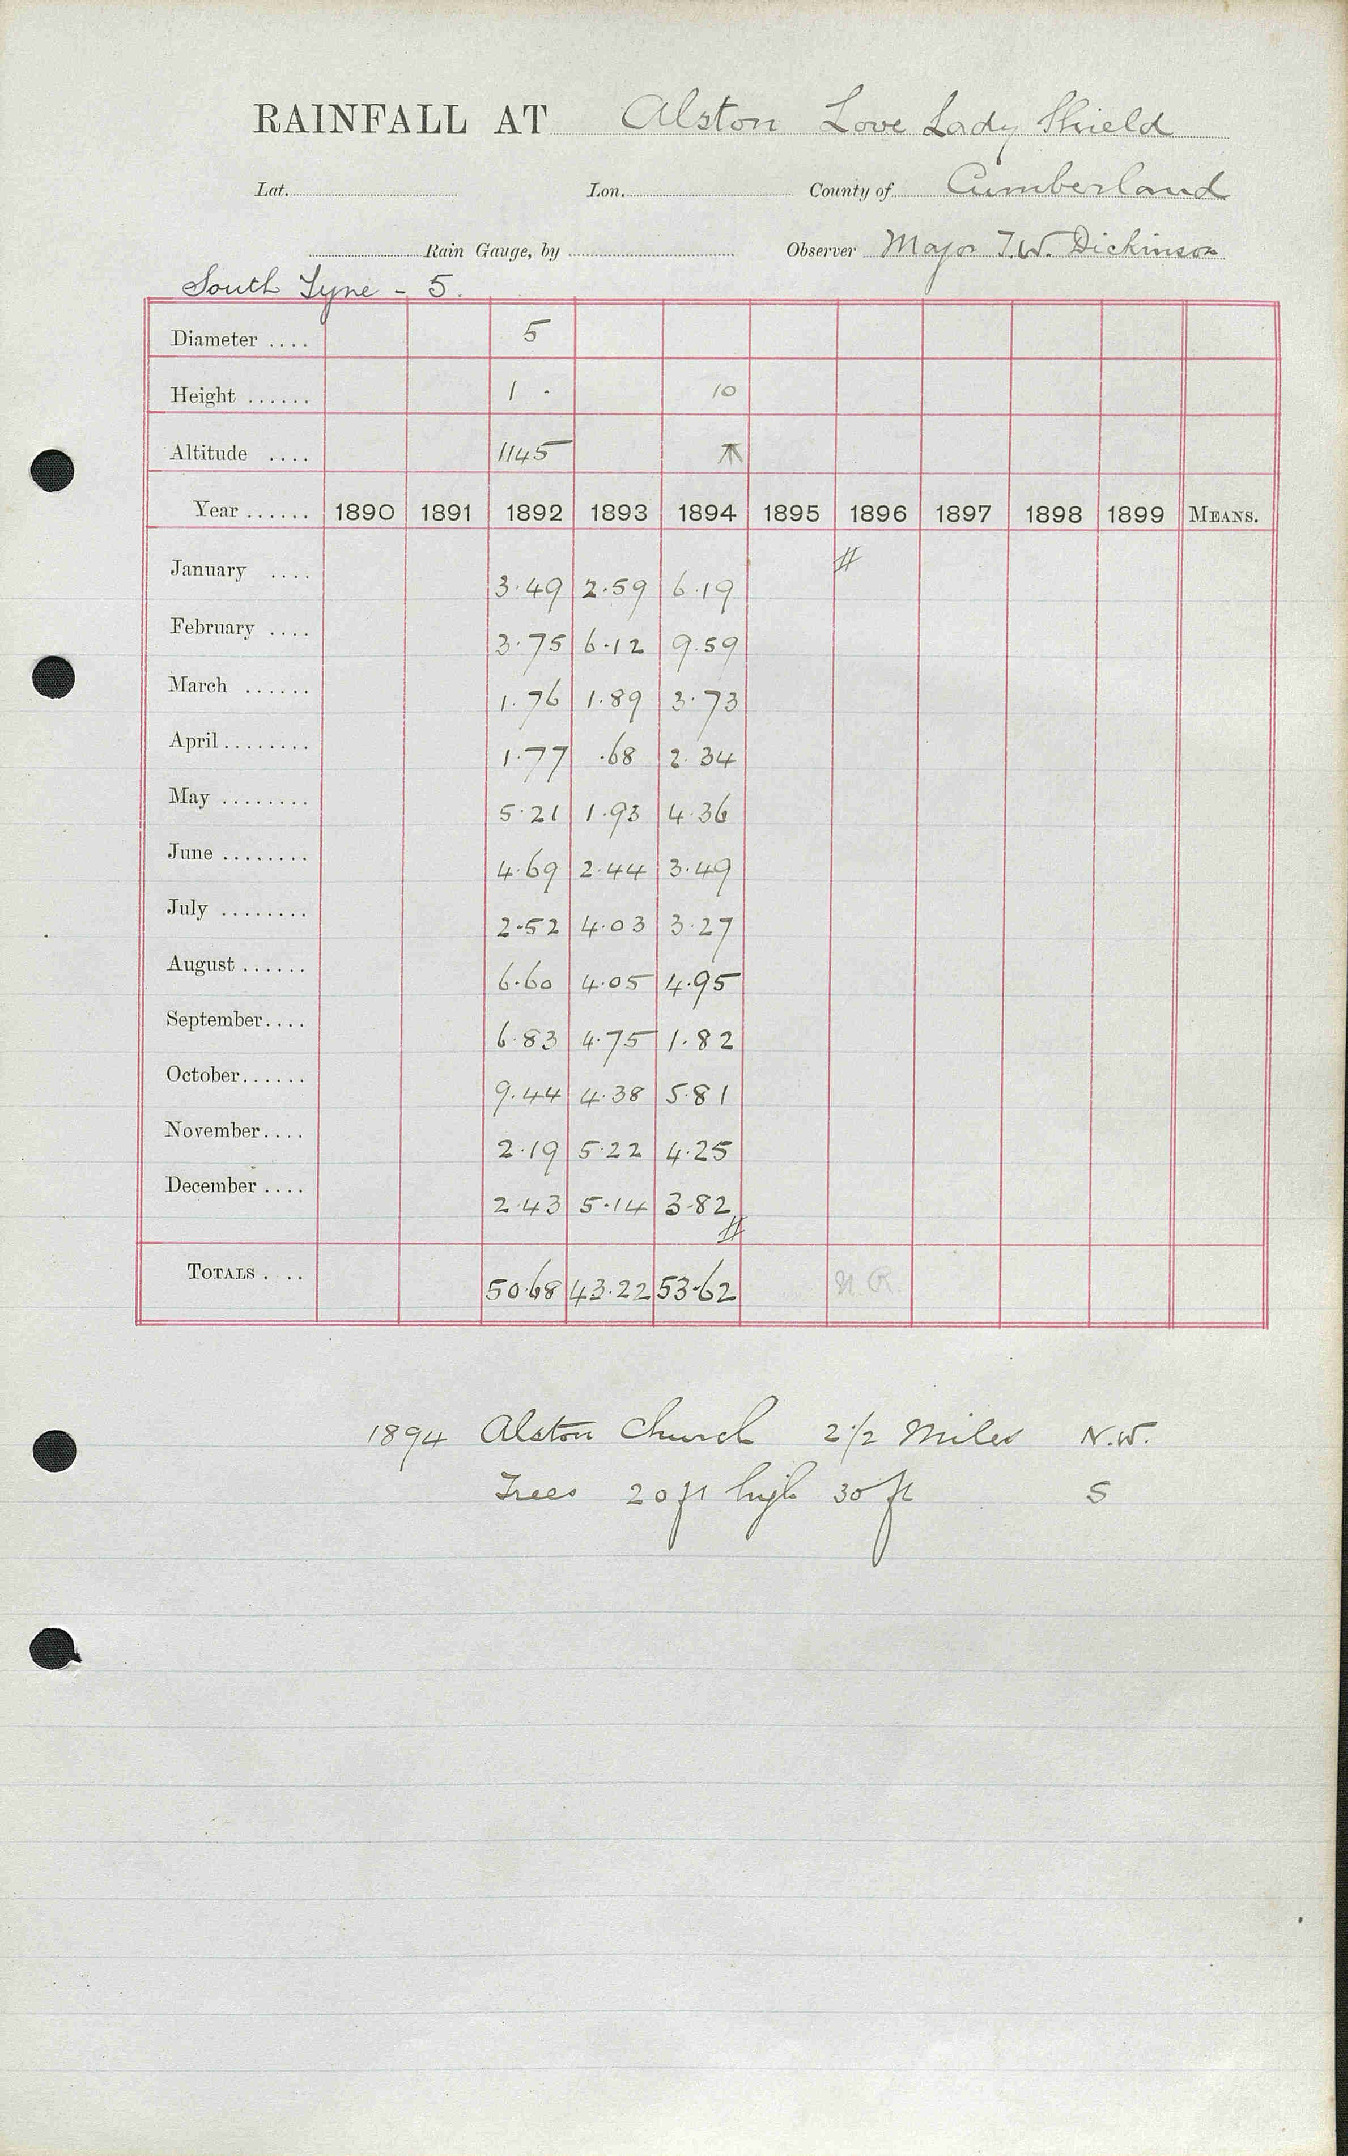 RAINFALL AT Alston Love Lady Shield
Lat. Lon. County of Cumberland
Rain Gauge, by Observer Major T.W. Dickinson
South Tyne - 5.
Diameter .... 5
Height ...... 1 . 10
Altitude .... 1145 ⚹
Year ...... 1890 1891 1892 1893 1894 1895 1896 1897 1898 1899 MEANS.
January .... 3.49 2.59 6.19 #
February .... 3.75 6.12 9.59
March ...... 1.76 1.89 3.73
April ........ 1.77 .68 2.34
May ........ 5.21 1.93 4.36
June ........ 4.69 2.44 3.49
July ........ 2.52 4.03 3.27
August ...... 6.60 4.05 4.95
September.... 6.83 4.75 1.82
October...... 9.44 4.38 5.81
November.... 2.19 5.22 4.25
December .... 2.43 5.14 3.82 #
TOTALS . .. 50.68 43.22 53.62 N.R.
1894 Alston Church 2 1/2 Miles N.W.
Trees 20 ft high 30 ft S